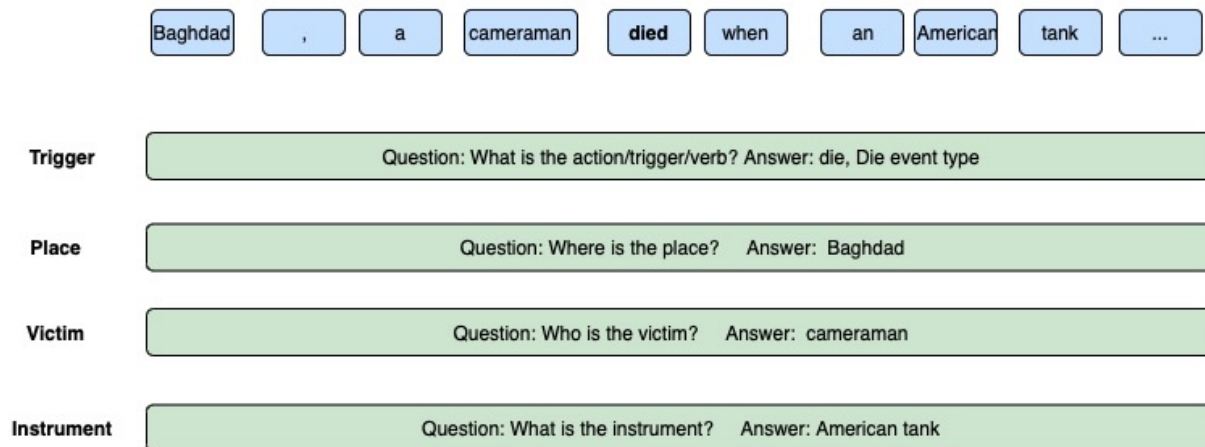 Baghdad , a cameraman died when an American tank ...
Trigger Question: What is the action/trigger/verb? Answer: die, Die event type
Place Question: Where is the place? Answer: Baghdad
Victim Question: Who is the victim? Answer: cameraman
Instrument Question: What is the instrument? Answer: American tank